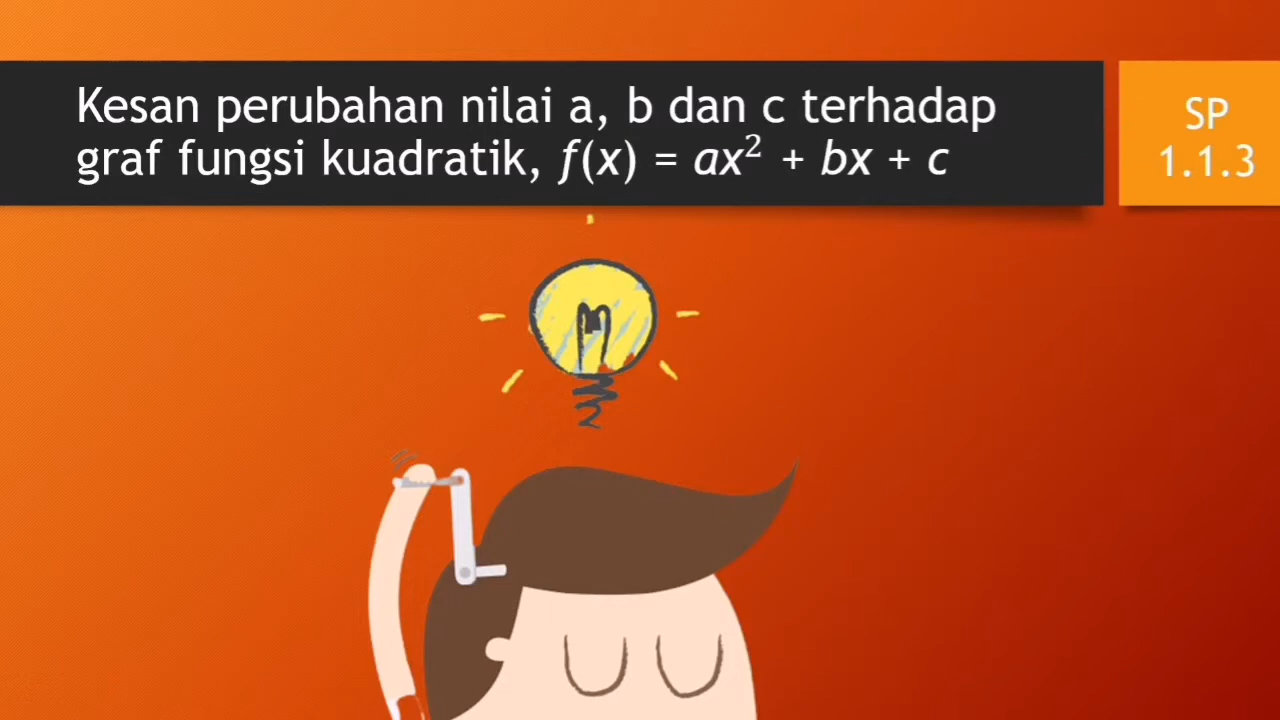 Kesan perubahan nilai a, b dan c terhadap
graf fungsi kuadratik, f(x) = ax² + bx + c
SP
1.1.3